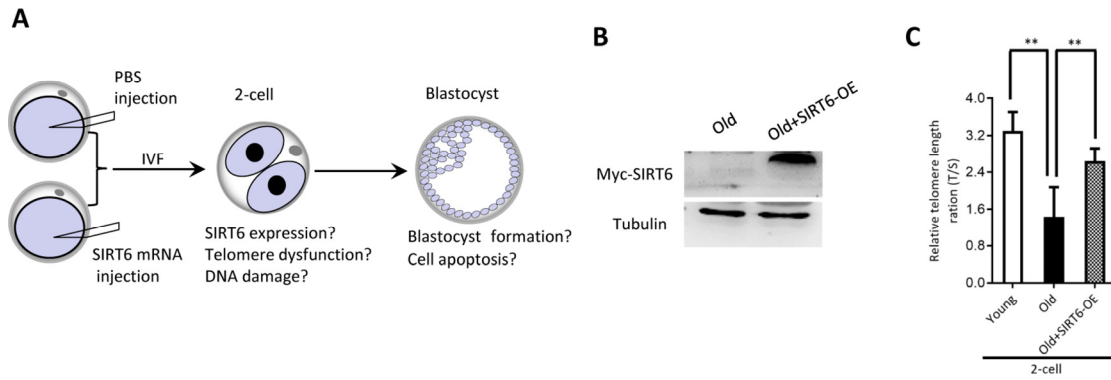 A
PBS
injection
IVF
SIRT6 mRNA
injection
2-cell
SIRT6 expression?
Telomere dysfunction?
DNA damage?
Blastocyst
Blastocyst formation?
Cell apoptosis?
B
Old
Old+SIRT6-OE
Myc-SIRT6
Tubulin
C
**
**
Relative telomere length
ration (T/S)
4.0
3.2
2.4
1.6
0.8
0.0
Young
Old
Old+SIRT6-OE
2-cell